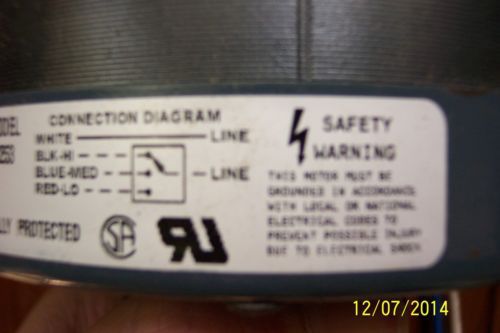 CONNECTION DIAGRAM
WHITE LINE
BLK-HI
BLUE-MED LINE
RED-LO
PROTECTED
SAFETY
WARNING
THIS MOTOR MUST BE
GROUNDED IN ACCORDANCE
WITH LOCAL OR NATIONAL
ELECTRICAL CODES TO
PREVENT POSSIBLE INJURY
DUE TO ELECTRICAL SHOCK
12/07/2014